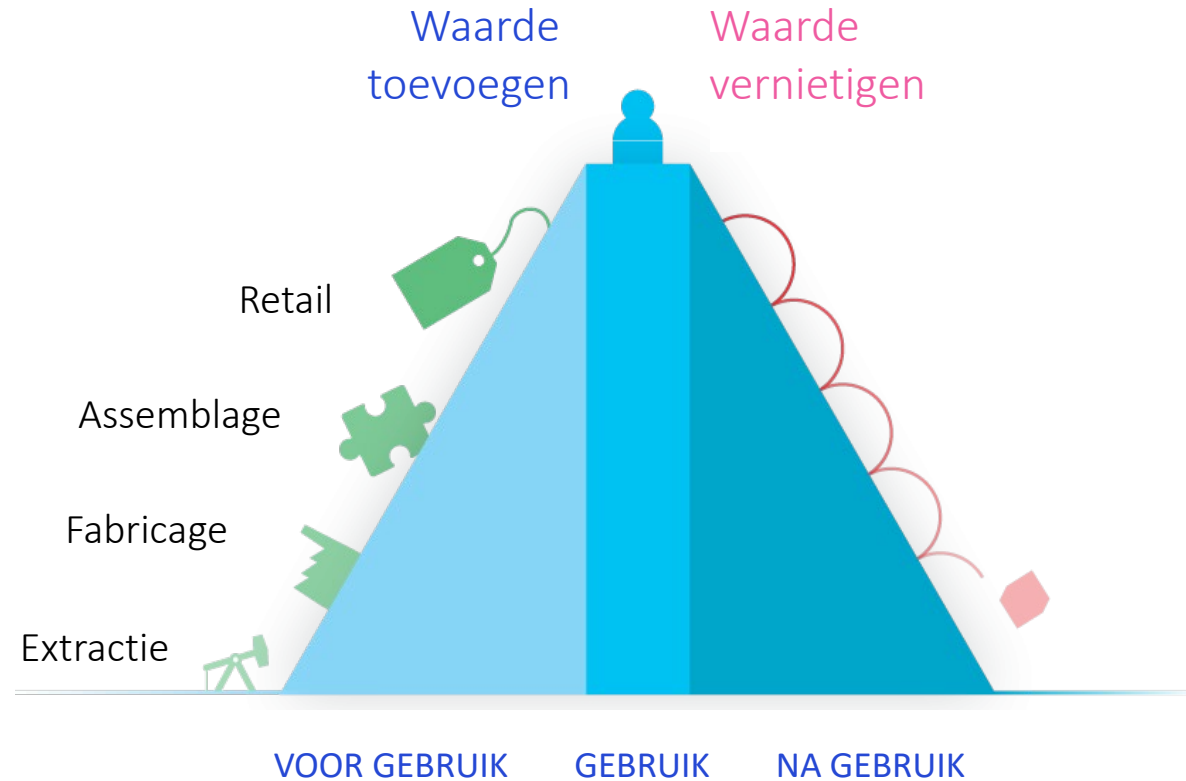 Waarde
toevoegen
Waarde
vernietigen
Retail
Assemblage
Fabricage
Extractie
VOOR GEBRUIK
GEBRUIK
NA GEBRUIK